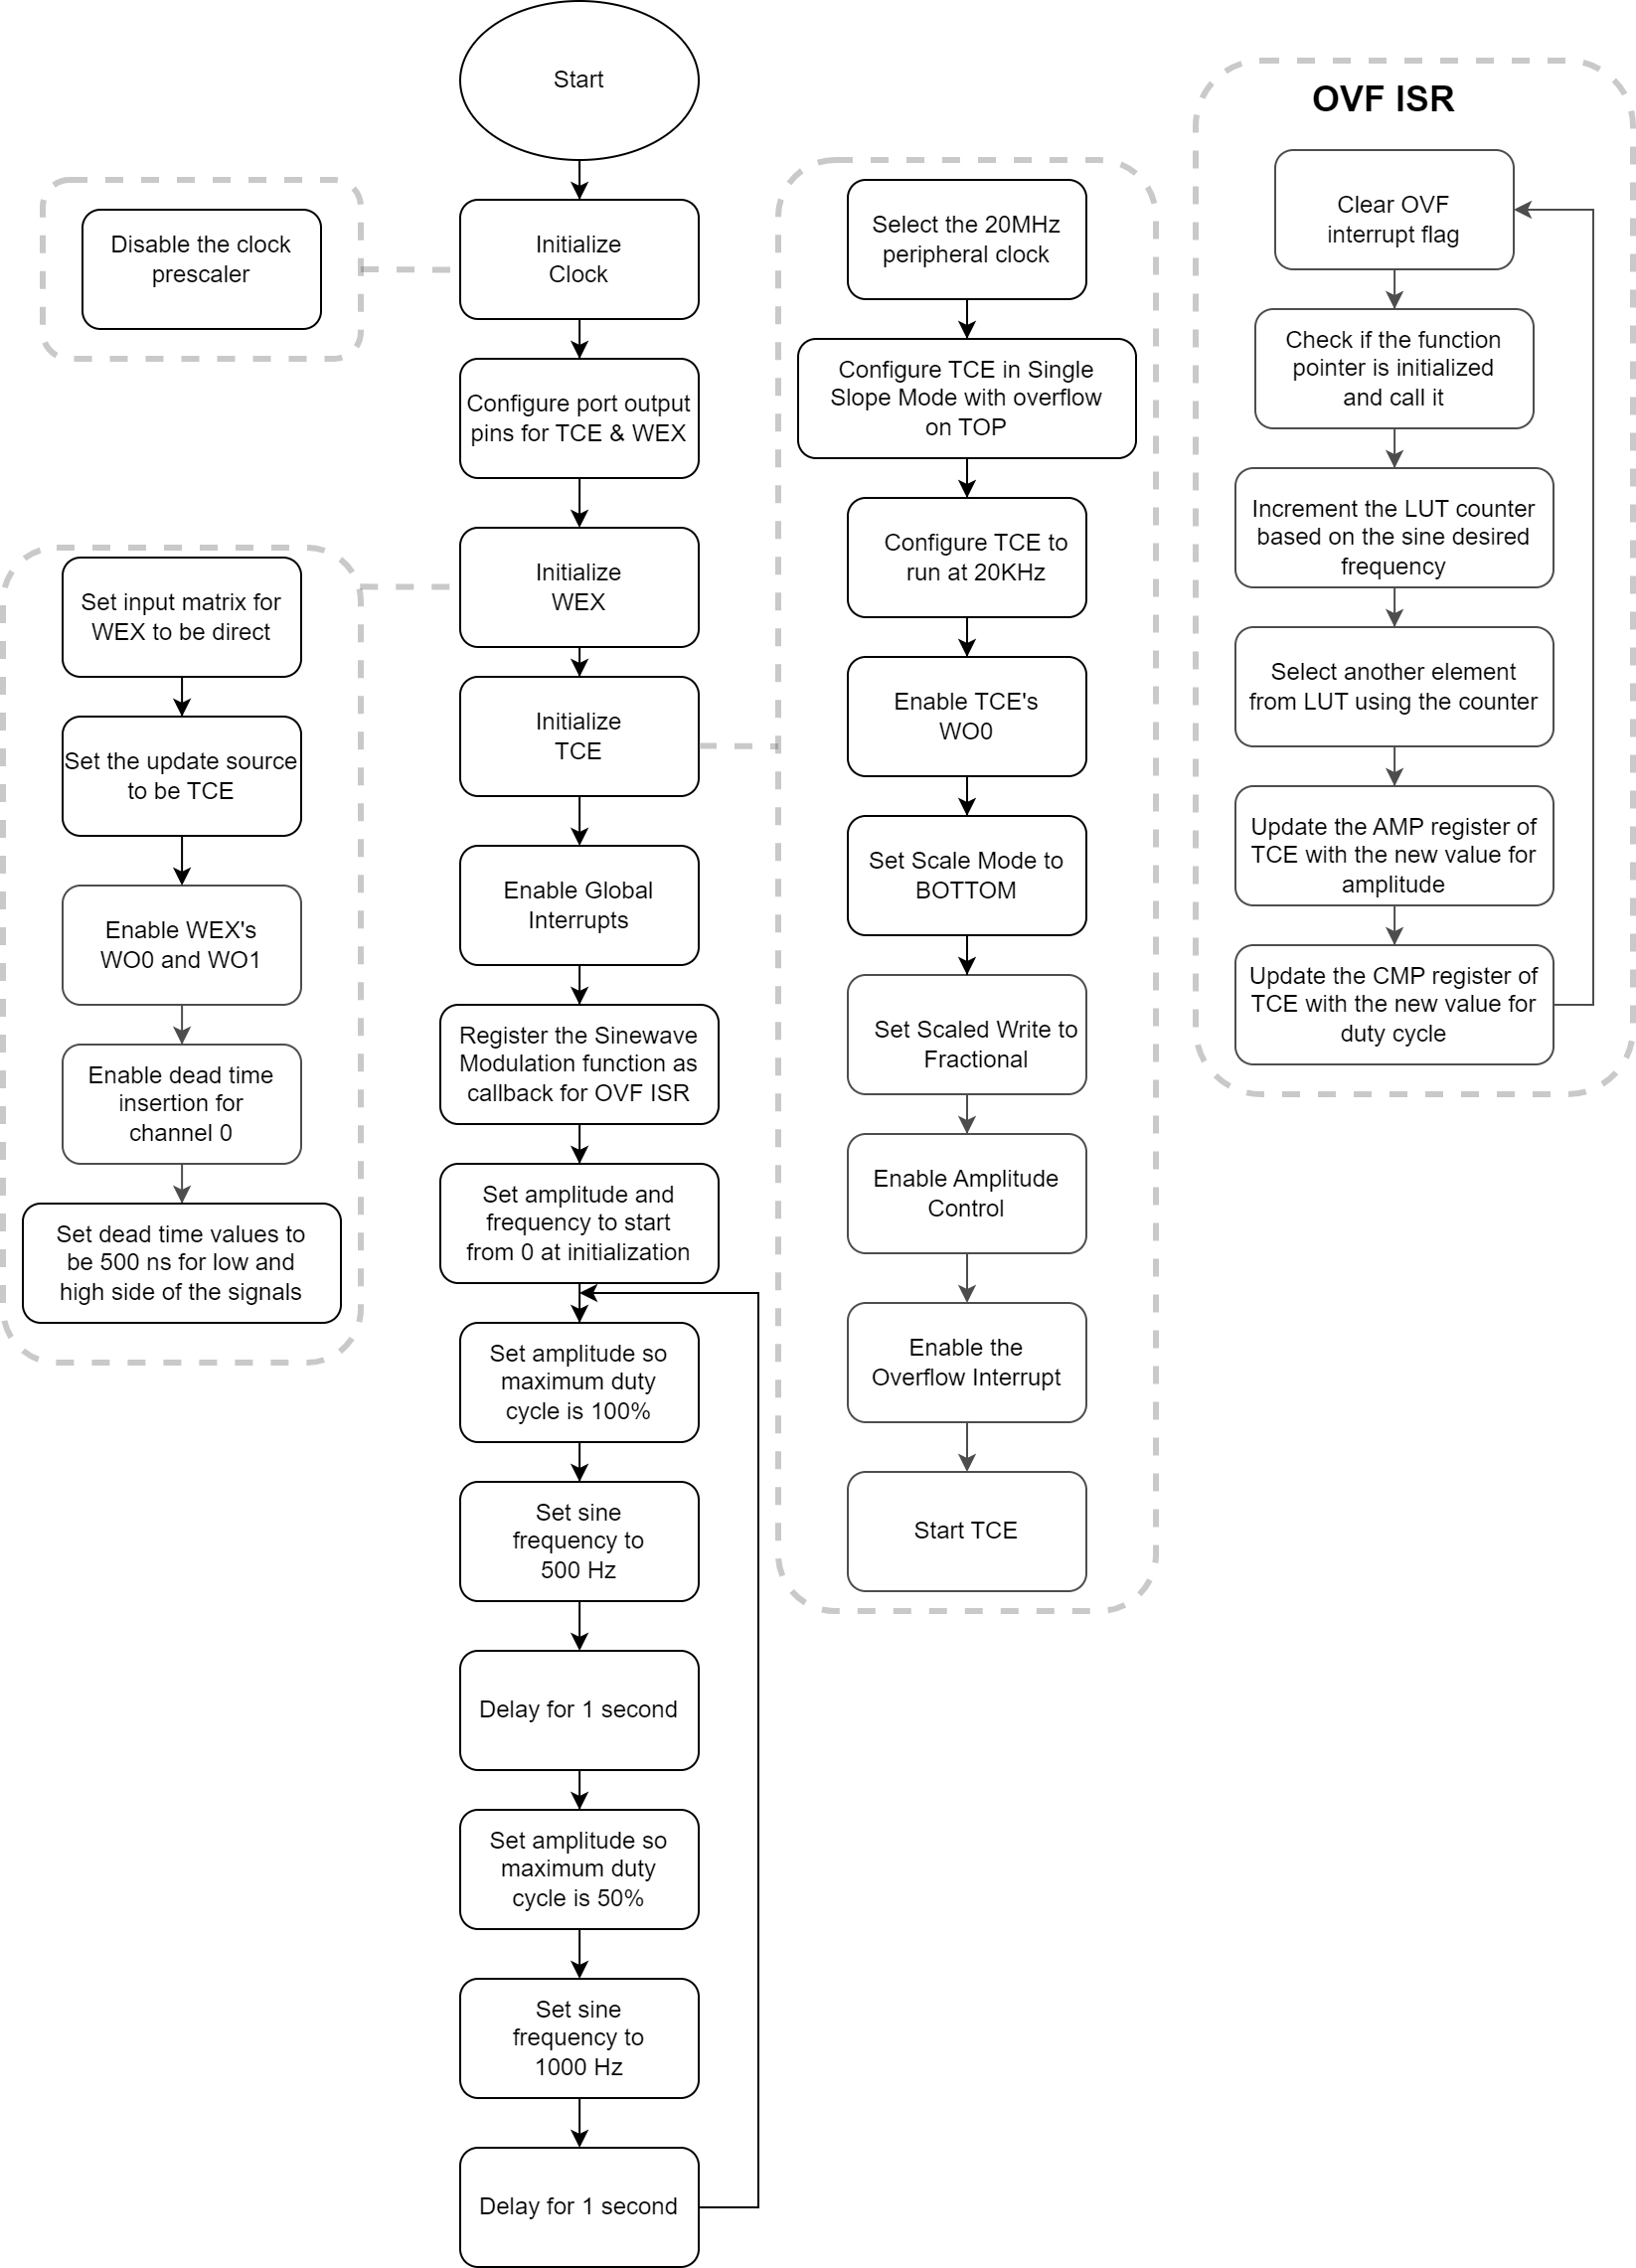 Start
Initialize
Clock
Configure port output
pins for TCE & WEX
Initialize
WEX
Initialize
TCE
Enable Global
Interrupts
Register the Sinewave
Modulation function as
callback for OVF ISR
Set amplitude and
frequency to start
from 0 at initialization
Set amplitude so
maximum duty
cycle is 100%
Set sine
frequency to
500 Hz
Delay for 1 second
Set amplitude so
maximum duty
cycle is 50%
Set sine
frequency to
1000 Hz
Delay for 1 second
Disable the clock
prescaler
Set input matrix for
WEX to be direct
Set the update source
to be TCE
Enable WEX's
WO0 and WO1
Enable dead time
insertion for
channel 0
Set dead time values to
be 500 ns for low and
high side of the signals
Select the 20MHz
peripheral clock
Configure TCE in Single
Slope Mode with overflow
on TOP
Configure TCE to
run at 20KHz
Enable TCE's
WO0
Set Scale Mode to
BOTTOM
Set Scaled Write to
Fractional
Enable Amplitude
Control
Enable the
Overflow Interrupt
Start TCE
OVF ISR
Clear OVF
interrupt flag
Check if the function
pointer is initialized
and call it
Increment the LUT counter
based on the sine desired
frequency
Select another element
from LUT using the counter
Update the AMP register of
TCE with the new value for
amplitude
Update the CMP register of
TCE with the new value for
duty cycle